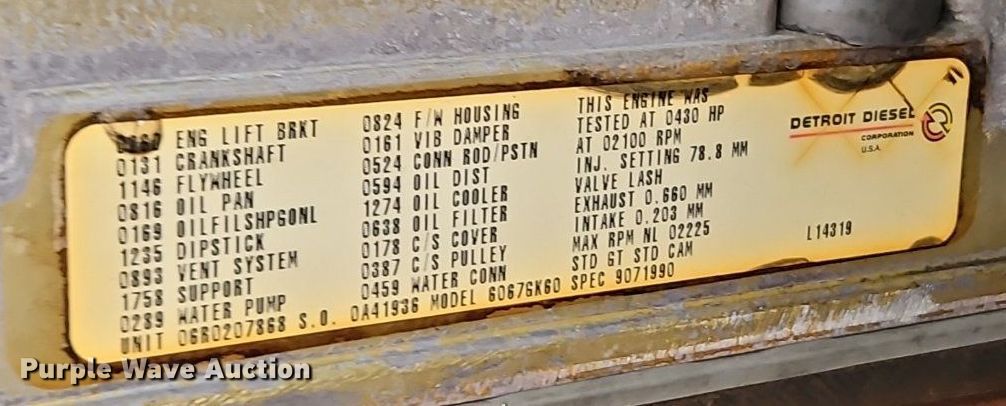 ENG LIFT BRKT
0131 CRANKSHAFT
1146 FLYWHEEL
0816 OIL PAN
0169 OILFILSHPGONL
1235 DIPSTICK
0893 VENT SYSTEM
1758 SUPPORT
0289 WATER PUMP
0824 F/W HOUSING
0161 VIB DAMPER
0524 CONN ROD/PSTN
0594 OIL DIST
1274 OIL COOLER
0638 OIL FILTER
0178 C/S COVER
0387 C/S PULLEY
0459 WATER CONN
THIS ENGINE WAS
TESTED AT 0430 HP
AT 02100 RPM
INJ. SETTING 78.8 MM
VALVE LASH
EXHAUST 0.660 MM
INTAKE 0.203 MM
MAX RPM NL 02225
STD GT STD CAM
UNIT 06R0207868 S.O. 0A41936 MODEL 6067GK60 SPEC 9071990
DETROIT DIESEL
CORPORATION
U.S.A.
L14319
Purple Wave Auction